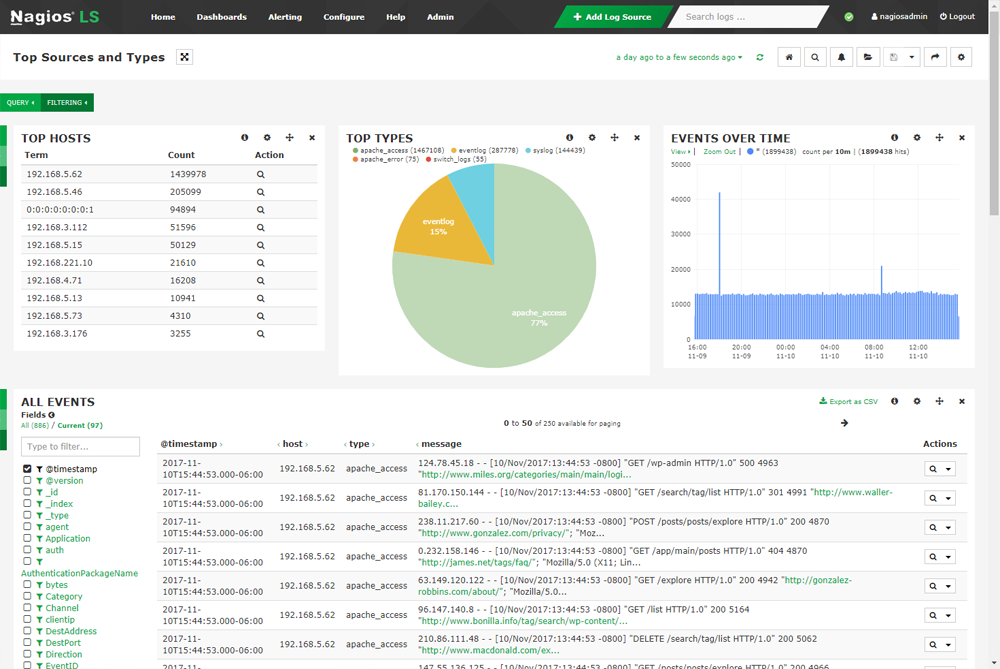 Nagios® LS
Home Dashboards Alerting Configure Help Admin
+ Add Log Source
Search logs ...
nagiosadmin Logout
Top Sources and Types
a day ago to a few seconds ago
QUERY FILTERING
TOP HOSTS
Term Count Action
192.168.5.62 1439978
192.168.5.46 205099
0:0:0:0:0:0:0:1 94894
192.168.3.112 51596
192.168.5.15 50129
192.168.221.10 21610
192.168.4.71 16208
192.168.5.13 10941
192.168.5.73 4310
192.168.3.176 3255
TOP TYPES
apache_access (1467108) eventlog (287778) syslog (144439)
apache_error (75) switch_logs (55)
eventlog
15%
apache_access
77%
EVENTS OVER TIME
View | Zoom Out | * (1899438) count per 10m | (1899438 hits)
50000
40000
30000
20000
10000
0
16:00 20:00 00:00 04:00 08:00 12:00
11-09 11-09 11-10 11-10 11-10 11-10
ALL EVENTS
Export as CSV
Fields
All (886) / Current (97)
0 to 50 of 250 available for paging
Type to filter...
@timestamp
@version
_id
_index
_type
agent
Application
auth
AuthenticationPackageName
bytes
Category
Channel
clientip
DestAddress
DestPort
Direction
EventID
@timestamp host type message Actions
2017-11-10T15:44:53.000-06:00 192.168.5.62 apache_access 124.78.45.18 - - [10/Nov/2017:13:44:53 -0800] "GET /wp-admin HTTP/1.0" 500 4963
"http://www.miles.org/categories/main/main/logi...
2017-11-10T15:44:53.000-06:00 192.168.5.62 apache_access 81.170.150.144 - - [10/Nov/2017:13:44:53 -0800] "GET /search/tag/list HTTP/1.0" 301 4991 "http://www.waller-
bailey.c...
2017-11-10T15:44:53.000-06:00 192.168.5.62 apache_access 238.11.217.60 - - [10/Nov/2017:13:44:53 -0800] "POST /posts/posts/explore HTTP/1.0" 200 4870
"http://www.gonzalez.com/privacy/"; "Moz...
2017-11-10T15:44:53.000-06:00 192.168.5.62 apache_access 0.232.158.146 - - [10/Nov/2017:13:44:53 -0800] "GET /app/main/posts HTTP/1.0" 404 4870
"http://james.net/tags/faq/"; "Mozilla/5.0 (X11; Lin...
2017-11-10T15:44:53.000-06:00 192.168.5.62 apache_access 63.149.120.122 - - [10/Nov/2017:13:44:53 -0800] "GET /explore HTTP/1.0" 200 4942 "http://gonzalez-
robbins.com/about/"; "Mozilla/5.0...
2017-11-10T15:44:53.000-06:00 192.168.5.62 apache_access 96.147.140.8 - - [10/Nov/2017:13:44:53 -0800] "GET /list HTTP/1.0" 200 5164
"http://www.bonilla.info/tag/search/wp-content/...
2017-11-10T15:44:53.000-06:00 192.168.5.62 apache_access 210.86.111.48 - - [10/Nov/2017:13:44:53 -0800] "DELETE /search/tag/list HTTP/1.0" 200 5062
"http://www.macdonald.com/ex...
2017-11- 147.55.136.125 - - [10/Nov/2017:13:44:53 -0800] "GET /posts/posts/explore HTTP/1.0" 200 4966